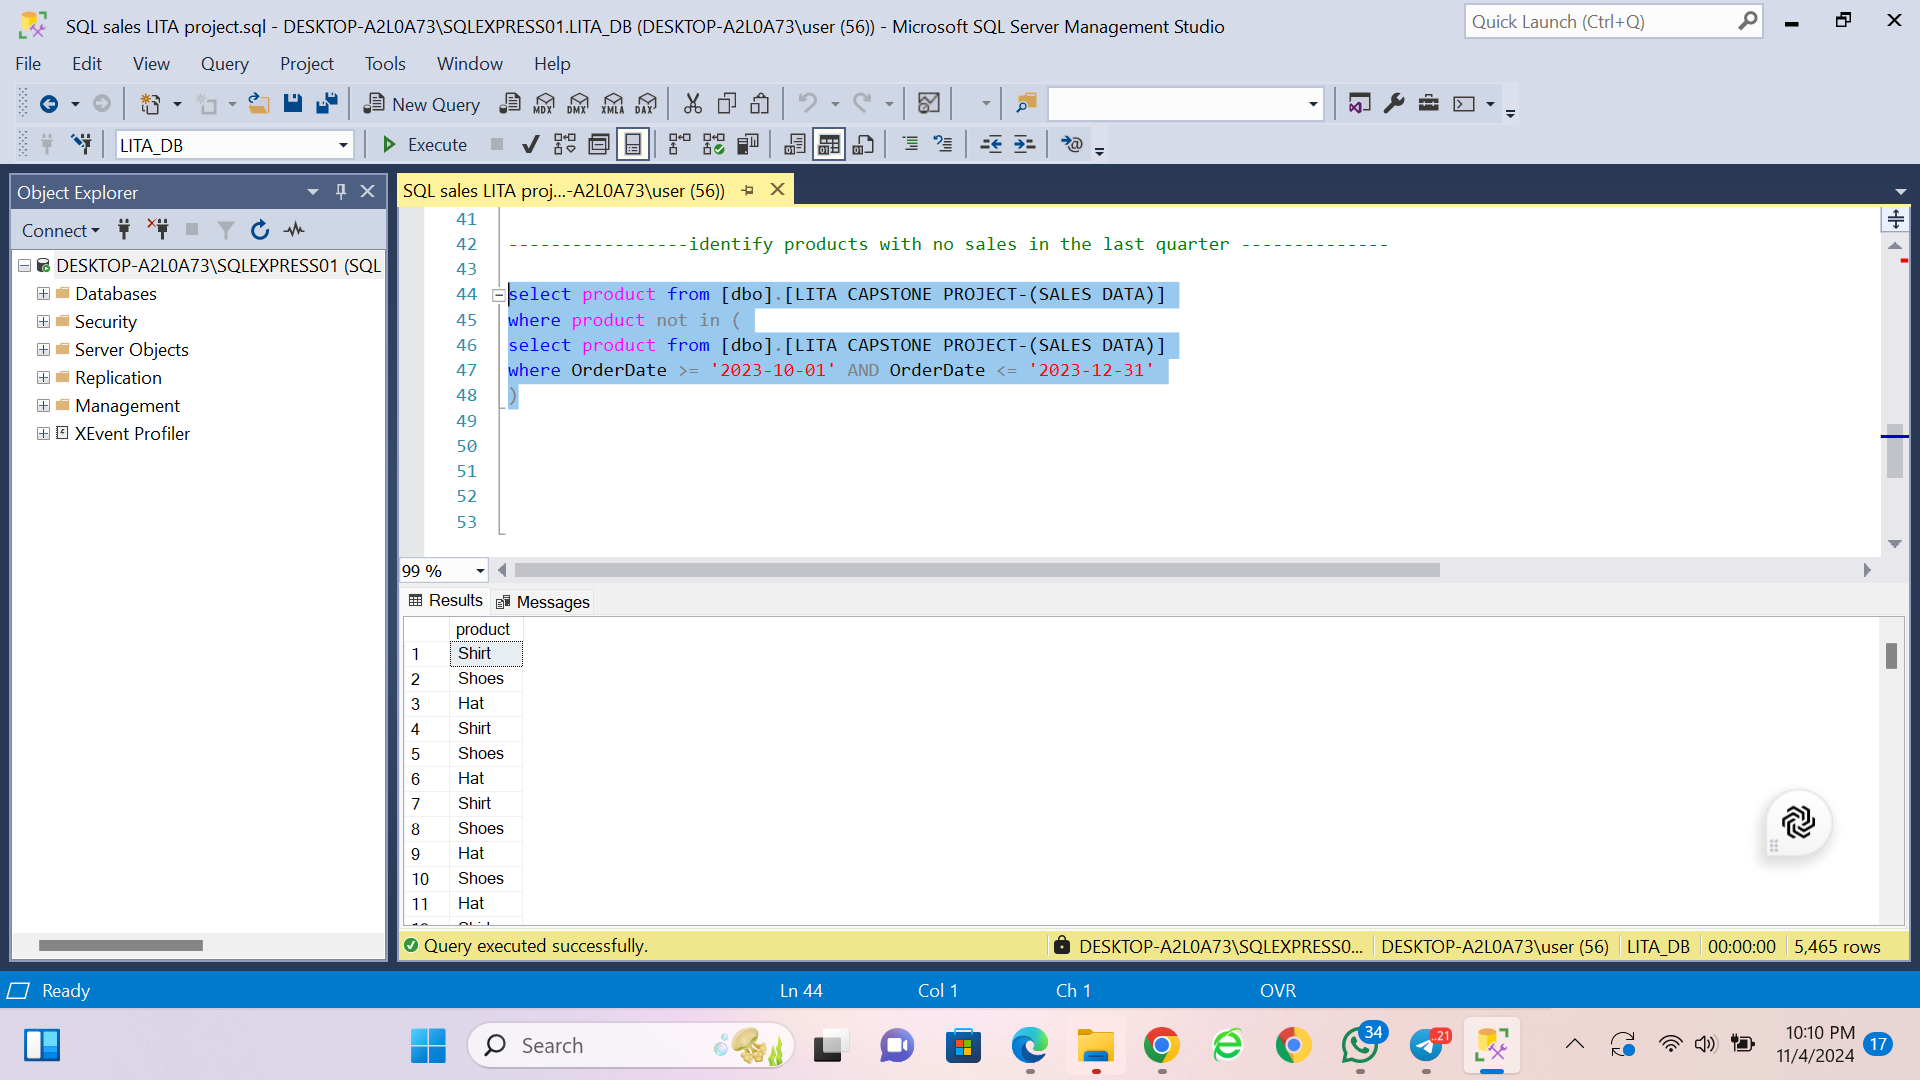 SQL sales LITA project.sql - DESKTOP-A2L0A73\SQLEXPRESS01.LITA_DB (DESKTOP-A2L0A73\user (56)) - Microsoft SQL Server Management Studio
Quick Launch (Ctrl+Q)
File Edit View Query Project Tools Window Help
New Query MDX DMX XMLA DAX
LITA_DB Execute
Object Explorer
SQL sales LITA proj...-A2L0A73\user (56))
Connect
DESKTOP-A2L0A73\SQLEXPRESS01 (SQL
Databases
Security
Server Objects
Replication
Management
XEvent Profiler
41
42 -----------------identify products with no sales in the last quarter --------------
43
44 select product from [dbo].[LITA CAPSTONE PROJECT-(SALES DATA)]
45 where product not in (
46 select product from [dbo].[LITA CAPSTONE PROJECT-(SALES DATA)]
47 where OrderDate >= '2023-10-01' AND OrderDate <= '2023-12-31'
48 )
49
50
51
52
53
99 %
Results Messages
product
1 Shirt
2 Shoes
3 Hat
4 Shirt
5 Shoes
6 Hat
7 Shirt
8 Shoes
9 Hat
10 Shoes
11 Hat
Query executed successfully.
DESKTOP-A2L0A73\SQLEXPRESS0... DESKTOP-A2L0A73\user (56) LITA_DB 00:00:00 5,465 rows
Ready Ln 44 Col 1 Ch 1 OVR
Search
34
..21
10:10 PM
11/4/2024
17